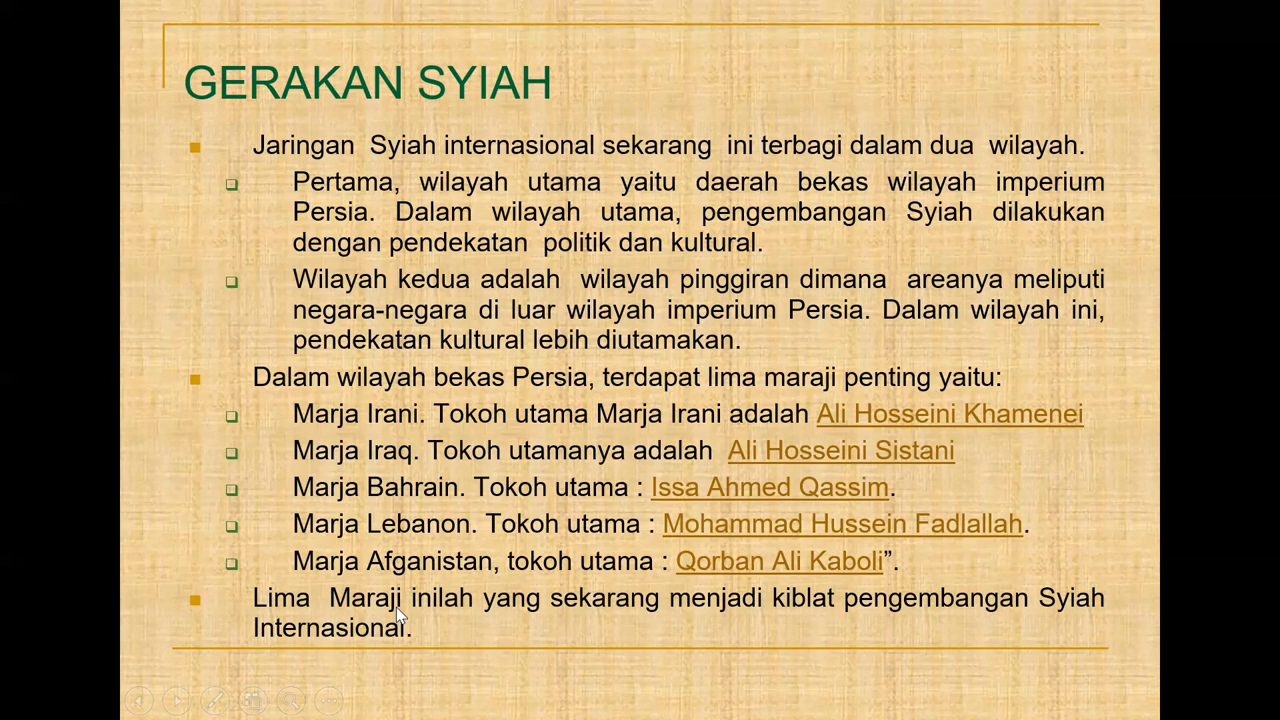 GERAKAN SYIAH
Jaringan Syiah internasional sekarang ini terbagi dalam dua wilayah.
Pertama, wilayah utama yaitu daerah bekas wilayah imperium
Persia. Dalam wilayah utama, pengembangan Syiah dilakukan
dengan pendekatan politik dan kultural.
Wilayah kedua adalah wilayah pinggiran dimana areanya meliputi
negara-negara di luar wilayah imperium Persia. Dalam wilayah ini,
pendekatan kultural lebih diutamakan.
Dalam wilayah bekas Persia, terdapat lima maraji penting yaitu:
Marja Irani. Tokoh utama Marja Irani adalah Ali Hosseini Khamenei
Marja Iraq. Tokoh utamanya adalah Ali Hosseini Sistani
Marja Bahrain. Tokoh utama : Issa Ahmed Qassim.
Marja Lebanon. Tokoh utama : Mohammad Hussein Fadlallah.
Marja Afganistan, tokoh utama : Qorban Ali Kaboli”.
Lima Maraji inilah yang sekarang menjadi kiblat pengembangan Syiah
Internasional.